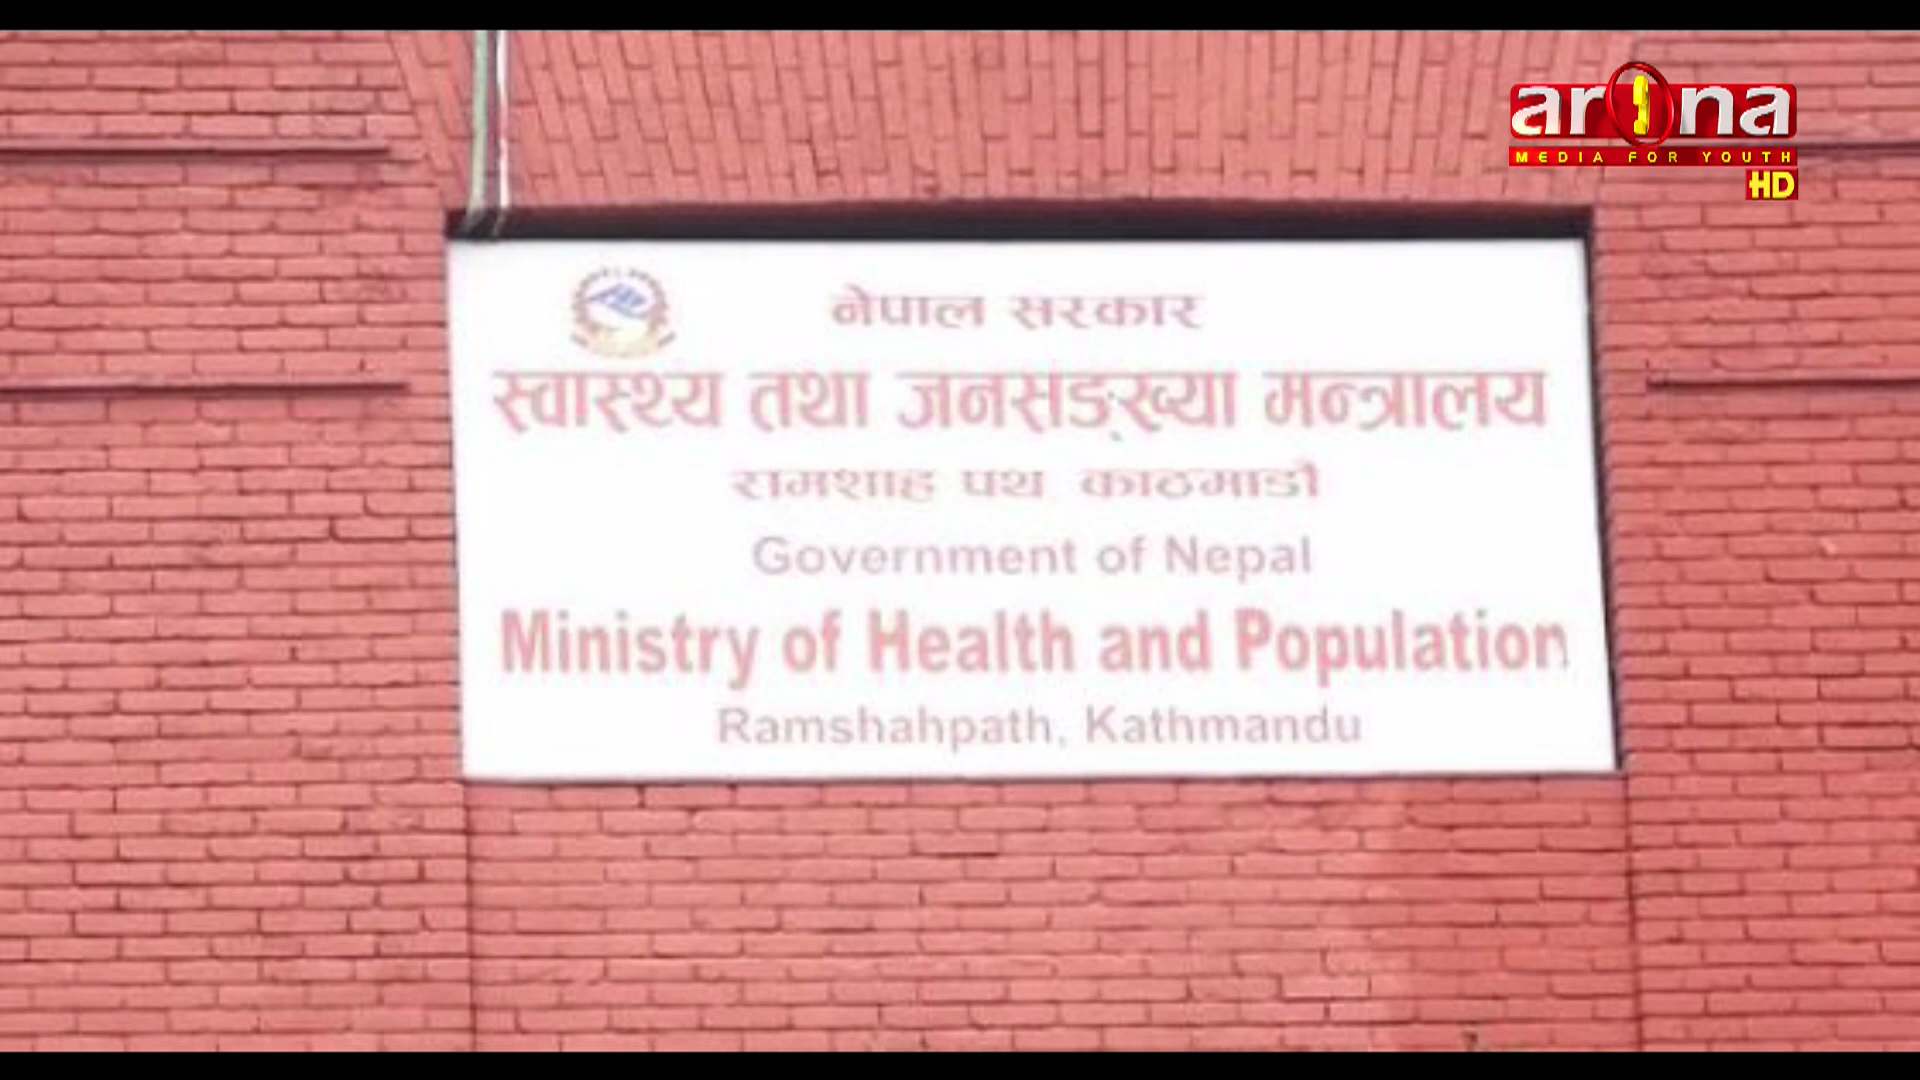 arina
MEDIA FOR YOUTH
HD
नेपाल सरकार
स्वास्थ्य तथा जनसङ्ख्या मन्त्रालय
रामशाह पथ काठमाडौं
Government of Nepal
Ministry of Health and Population
Ramshahpath, Kathmandu